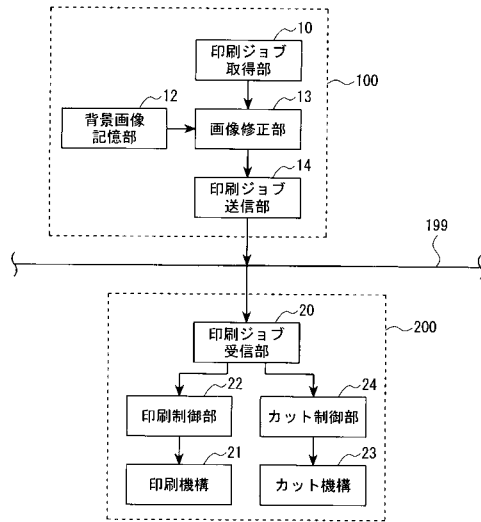 10
印刷ジョブ
取得部
100
12
背景画像
記憶部
13
画像修正部
14
印刷ジョブ
送信部
199
20
印刷ジョブ
受信部
200
22
印刷制御部
24
カット制御部
21
印刷機構
23
カット機構